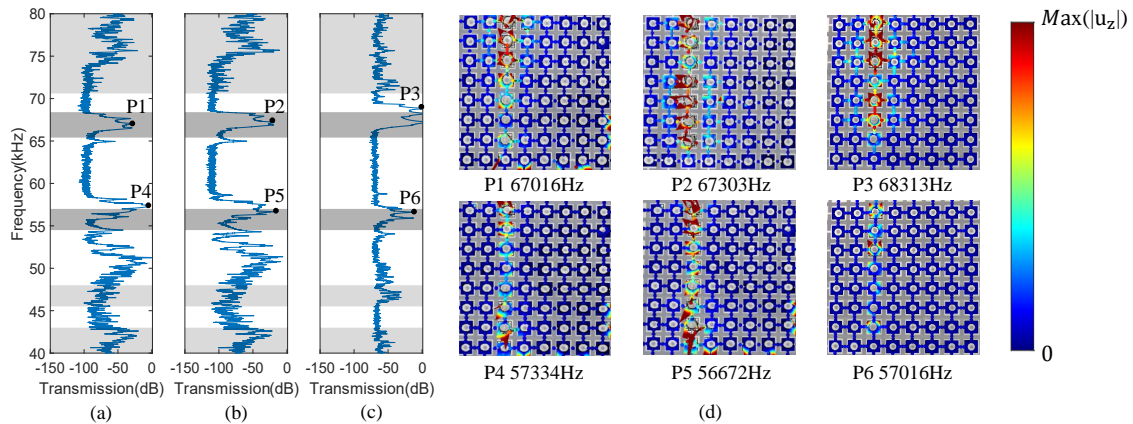 80
75
70
65
60
55
50
45
40
Frequency(kHz)
P1
P4
P2
P5
P3
P6
-150 -100 -50 0
-150 -100 -50 0
-150 -100 -50 0
Transmission(dB)
Transmission(dB)
Transmission(dB)
(a)
(b)
(c)
P1 67016Hz
P2 67303Hz
P3 68313Hz
P4 57334Hz
P5 56672Hz
P6 57016Hz
(d)
Max(|u_z|)
0